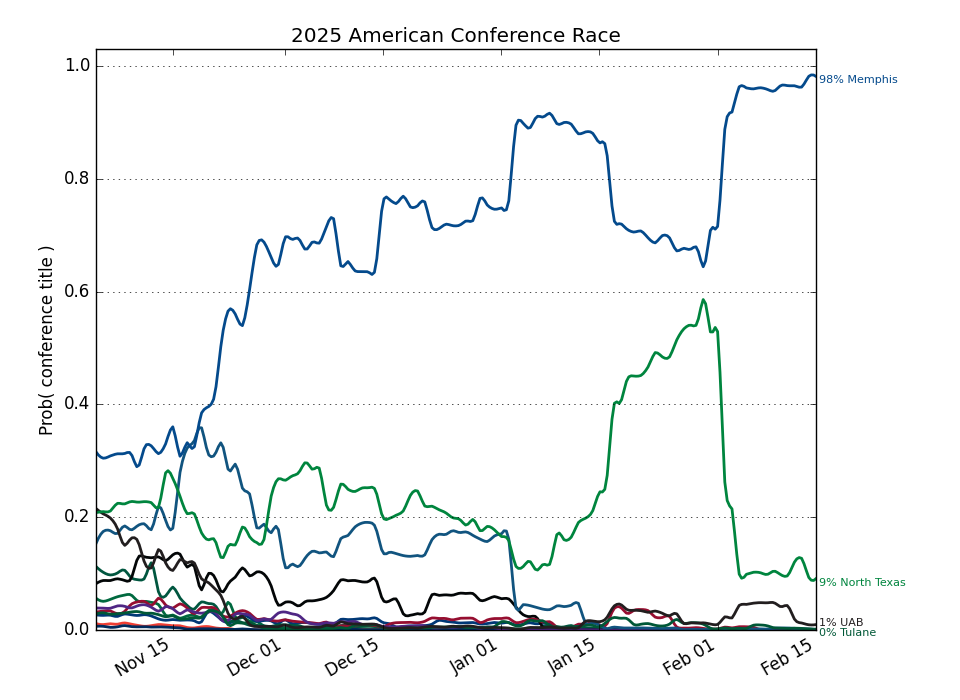 2025 American Conference Race
Prob( conference title )
1.0
0.8
0.6
0.4
0.2
0.0
98% Memphis
9% North Texas
1% UAB
0% Tulane
Nov 15
Dec 01
Dec 15
Jan 01
Jan 15
Feb 01
Feb 15